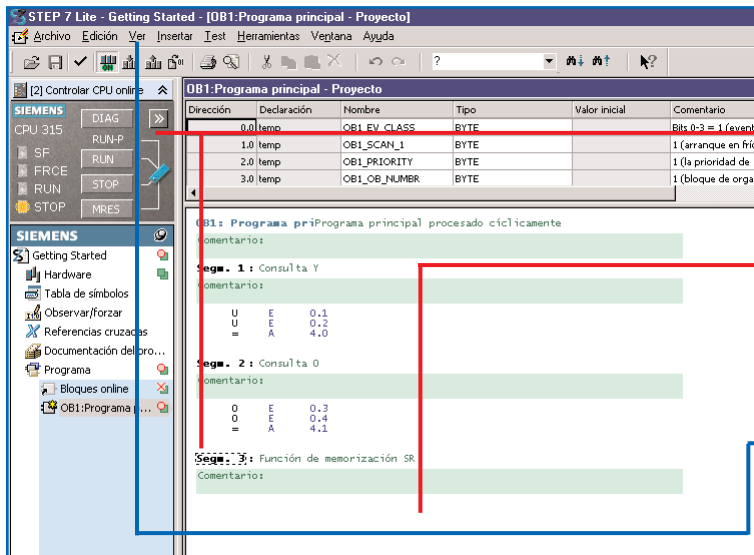 STEP 7 Lite - Getting Started - [OB1:Programa principal - Proyecto]
Archivo Edición Ver Insertar Test Herramientas Ventana Ayuda
?
[2] Controlar CPU online
SIEMENS
CPU 315
DIAG
RUN-P
SF
RUN
FRCE
RUN
STOP
STOP
MRES
OB1:Programa principal - Proyecto
Dirección Declaración Nombre Tipo Valor inicial Comentario
0.0 temp OB1_EV_CLASS BYTE Bits 0-3 = 1 (event
1.0 temp OB1_SCAN_1 BYTE 1 (arranque en frí
2.0 temp OB1_PRIORITY BYTE 1 (la prioridad de
3.0 temp OB1_OB_NUMBR BYTE 1 (bloque de orga
SIEMENS
Getting Started
Hardware
Tabla de símbolos
Observar/forzar
Referencias cruzadas
Documentación del pro...
Programa
Bloques online
OB1:Programa p...
OB1: Programa priPrograma principal procesado cíclicamente
Comentario:
Segm. 1: Consulta Y
Comentario:
U E 0.1
U E 0.2
= A 4.0
Segm. 2: Consulta O
Comentario:
O E 0.3
O E 0.4
= A 4.1
Segm. 3: Función de memorización SR
Comentario: